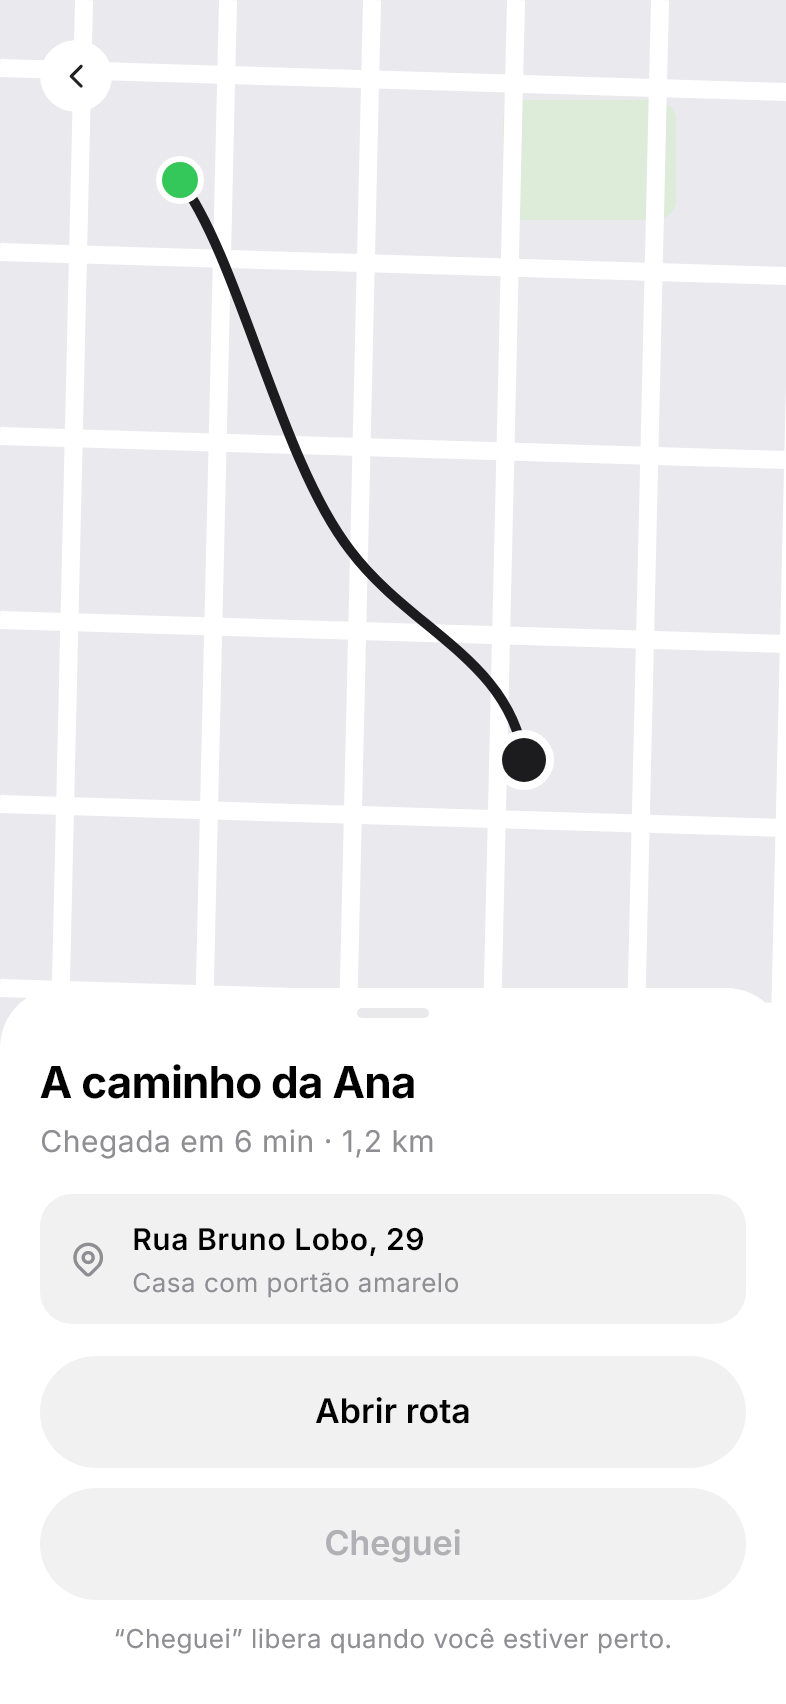 A caminho da Ana
Chegada em 6 min · 1,2 km
Rua Bruno Lobo, 29
Casa com portão amarelo
Abrir rota
Cheguei
“Cheguei” libera quando você estiver perto.